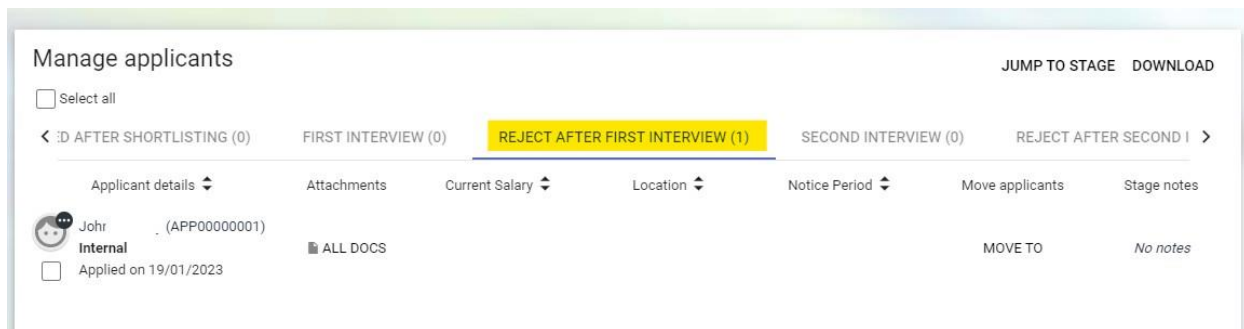 Manage applicants
JUMP TO STAGE DOWNLOAD
Select all
ED AFTER SHORTLISTING (0) FIRST INTERVIEW (0) REJECT AFTER FIRST INTERVIEW (1) SECOND INTERVIEW (0) REJECT AFTER SECOND I
Applicant details Attachments Current Salary Location Notice Period Move applicants Stage notes
(APP00000001)
Internal ALL DOCS MOVE TO No notes
Applied on 19/01/2023